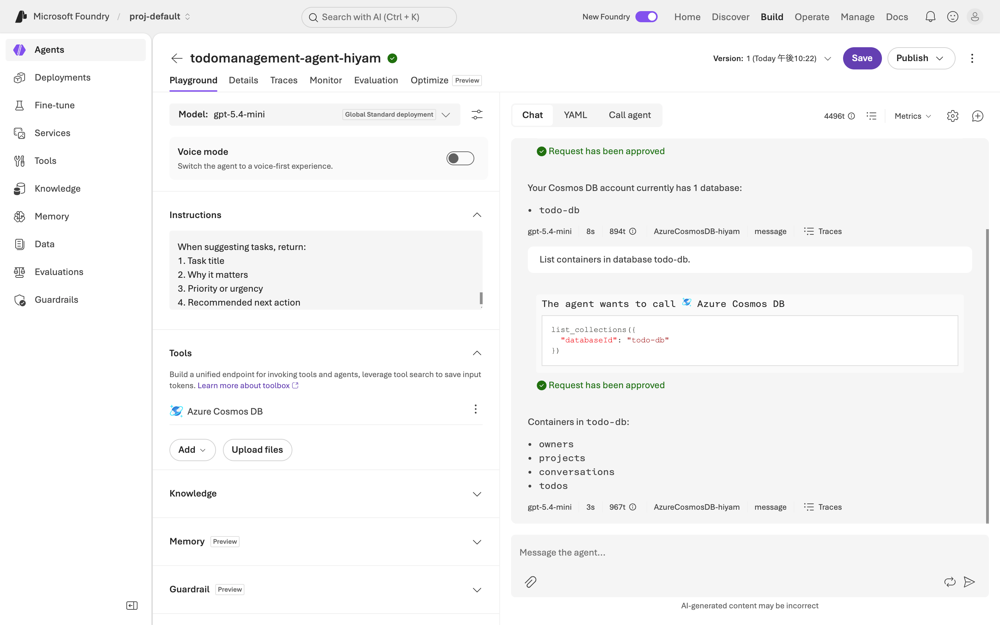 Microsoft Foundry / proj-default
Search with AI (Ctrl + K)
New Foundry
Home Discover Build Operate Manage Docs
Agents
Deployments
Fine-tune
Services
Tools
Knowledge
Memory
Data
Evaluations
Guardrails
todomanagement-agent-hiyam
Version: 1 (Today 午後10:22)
Save
Publish
Playground Details Traces Monitor Evaluation Optimize Preview
Model: gpt-5.4-mini Global Standard deployment
Voice mode
Switch the agent to a voice-first experience.
Instructions
When suggesting tasks, return:
1. Task title
2. Why it matters
3. Priority or urgency
4. Recommended next action
Tools
Build a unified endpoint for invoking tools and agents, leverage tool search to save input
tokens. Learn more about toolbox
Azure Cosmos DB
Add Upload files
Knowledge
Memory Preview
Guardrail Preview
Chat YAML Call agent
4496t Metrics
Request has been approved
Your Cosmos DB account currently has 1 database:
• todo-db
gpt-5.4-mini 8s 894t AzureCosmosDB-hiyam message Traces
List containers in database todo-db.
The agent wants to call Azure Cosmos DB
list_collections({
"databaseId": "todo-db"
})
Request has been approved
Containers in todo-db:
• owners
• projects
• conversations
• todos
gpt-5.4-mini 3s 967t AzureCosmosDB-hiyam message Traces
Message the agent...
AI-generated content may be incorrect